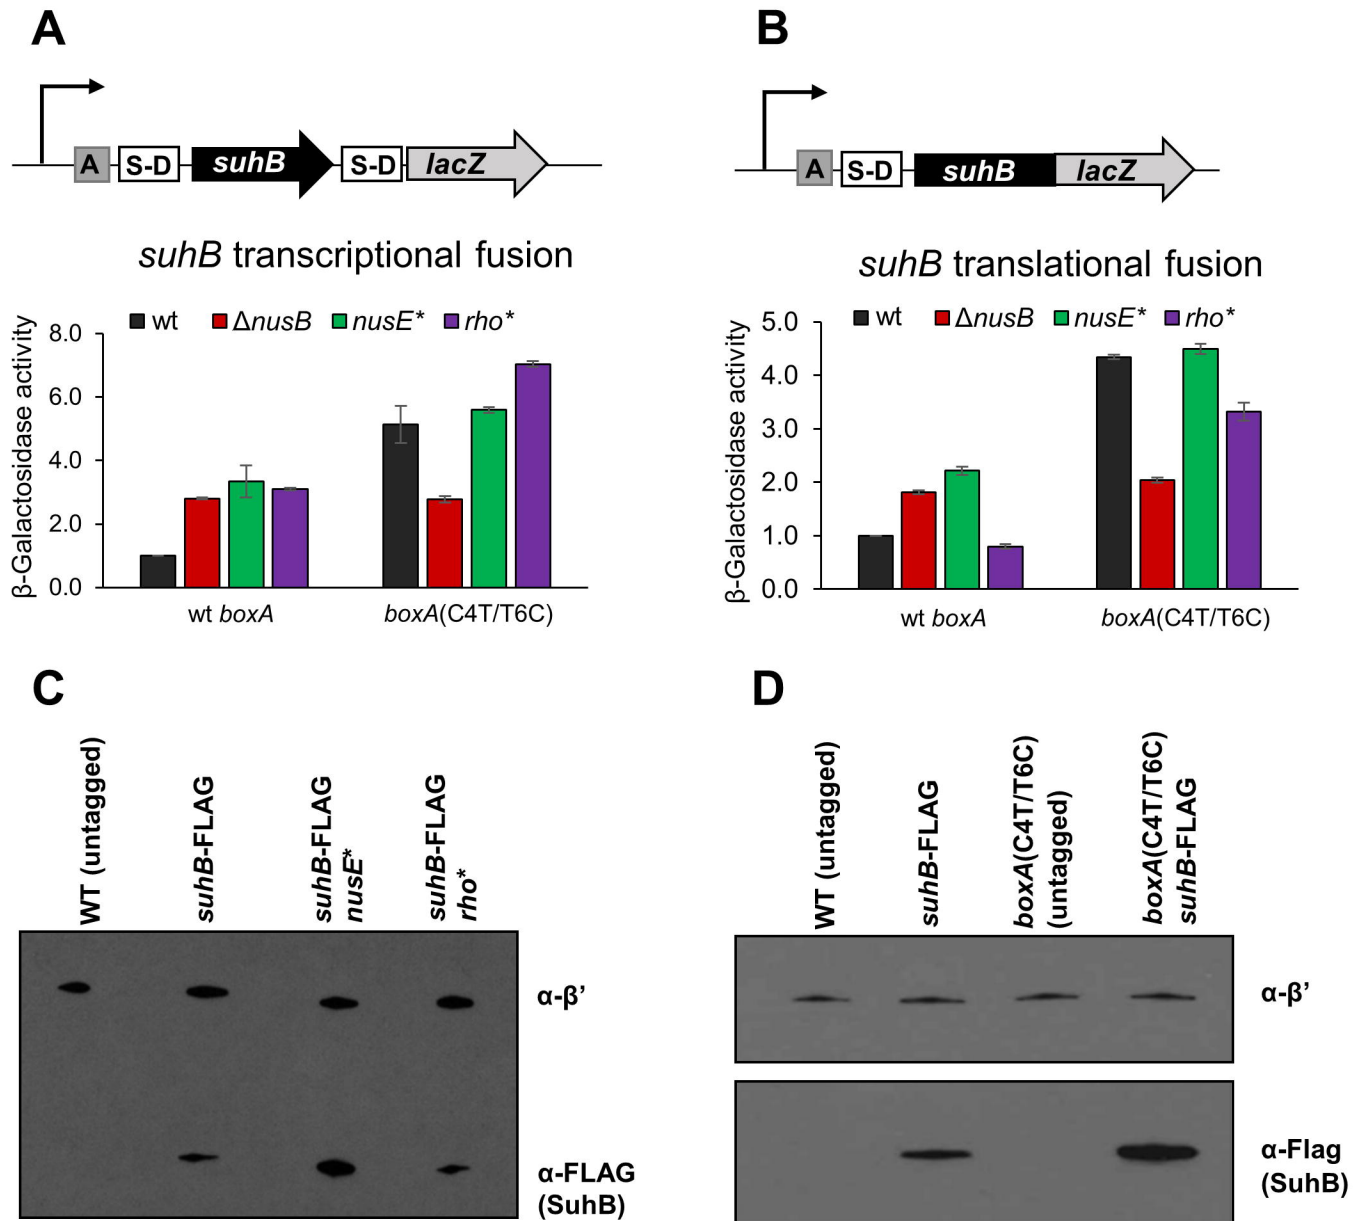 A
A
S-D
suhB
S-D
lacZ
suhB transcriptional fusion
wt
ΔnusB
nusE*
rho*
β-Galactosidase activity
8.0
6.0
4.0
2.0
0.0
wt boxA
boxA(C4T/T6C)
B
A
S-D
suhB
lacZ
suhB translational fusion
wt
ΔnusB
nusE*
rho*
β-Galactosidase activity
5.0
4.0
3.0
2.0
1.0
0.0
wt boxA
boxA(C4T/T6C)
C
WT (untagged)
suhB-FLAG
suhB-FLAG
nusE*
suhB-FLAG
rho*
α-β’
α-FLAG
(SuhB)
D
WT (untagged)
suhB-FLAG
boxA(C4T/T6C)
(untagged)
boxA(C4T/T6C)
suhB-FLAG
α-β’
α-Flag
(SuhB)